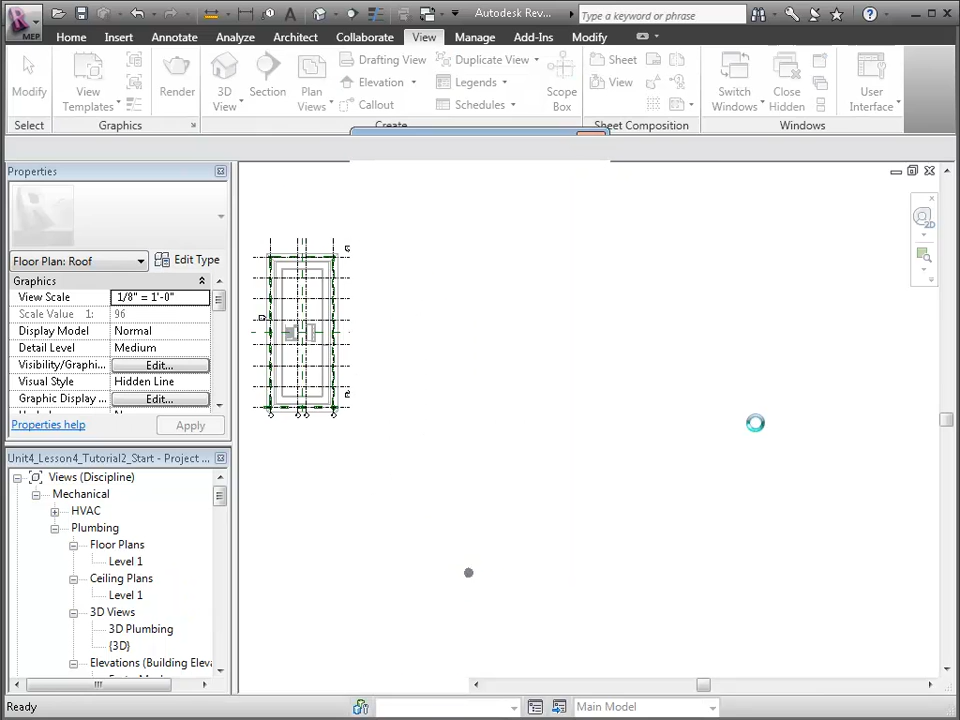 Autodesk Rev...
Type a keyword or phrase
MEP
Home Insert Annotate Analyze Architect Collaborate View Manage Add-Ins Modify
Drafting View Duplicate View Sheet
Elevation Legends View
Callout Schedules
Modify View Templates Render 3D View Section Plan Views Scope Box Switch Windows Close Hidden User Interface
Select Graphics Create Sheet Composition Windows
Properties
Floor Plan: Roof Edit Type
Graphics
View Scale 1/8" = 1'-0"
Scale Value 1: 96
Display Model Normal
Detail Level Medium
Visibility/Graphi... Edit...
Visual Style Hidden Line
Graphic Display ... Edit...
Properties help Apply
Unit4_Lesson4_Tutorial2_Start - Project ...
Views (Discipline)
Mechanical
HVAC
Plumbing
Floor Plans
Level 1
Ceiling Plans
Level 1
3D Views
3D Plumbing
{3D}
Elevations (Building Eleva
2D
Ready
Main Model